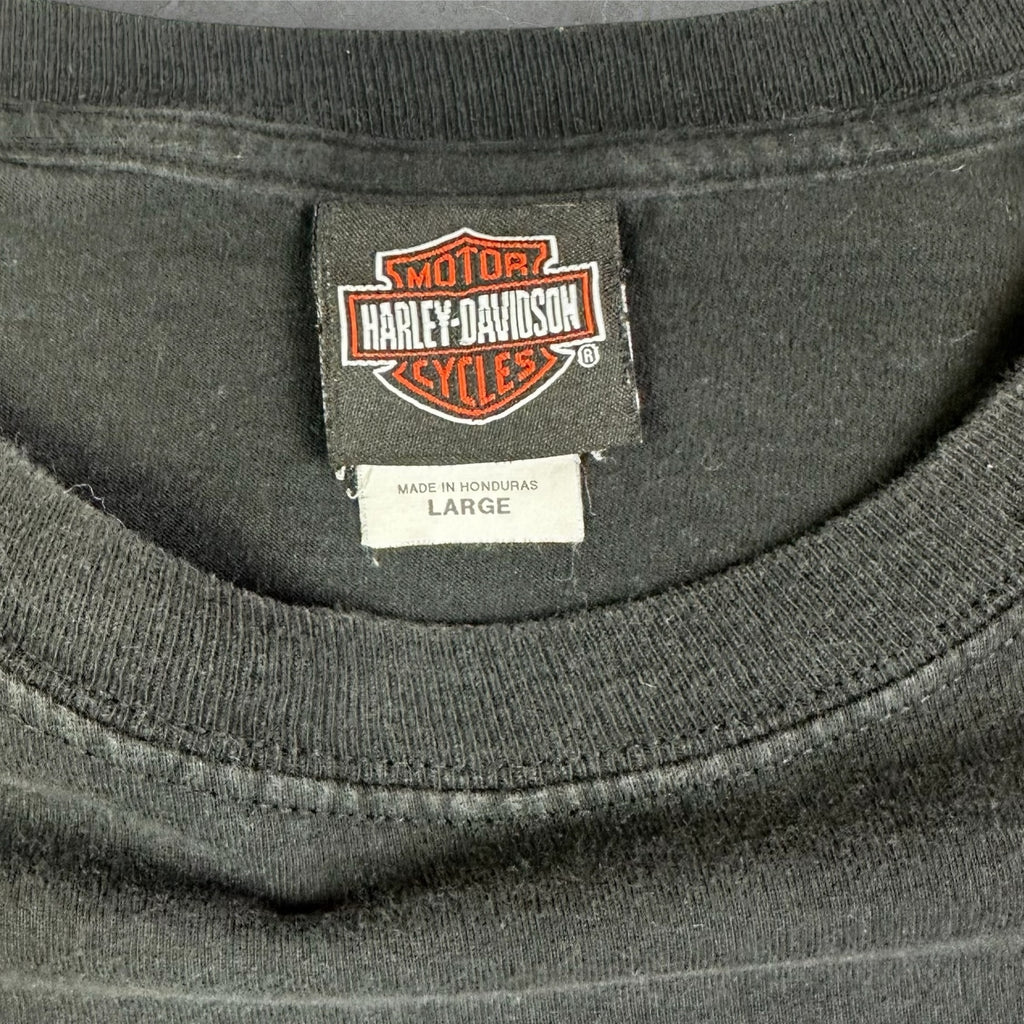 MOTOR
HARLEY-DAVIDSON
CYCLES
®
MADE IN HONDURAS
LARGE